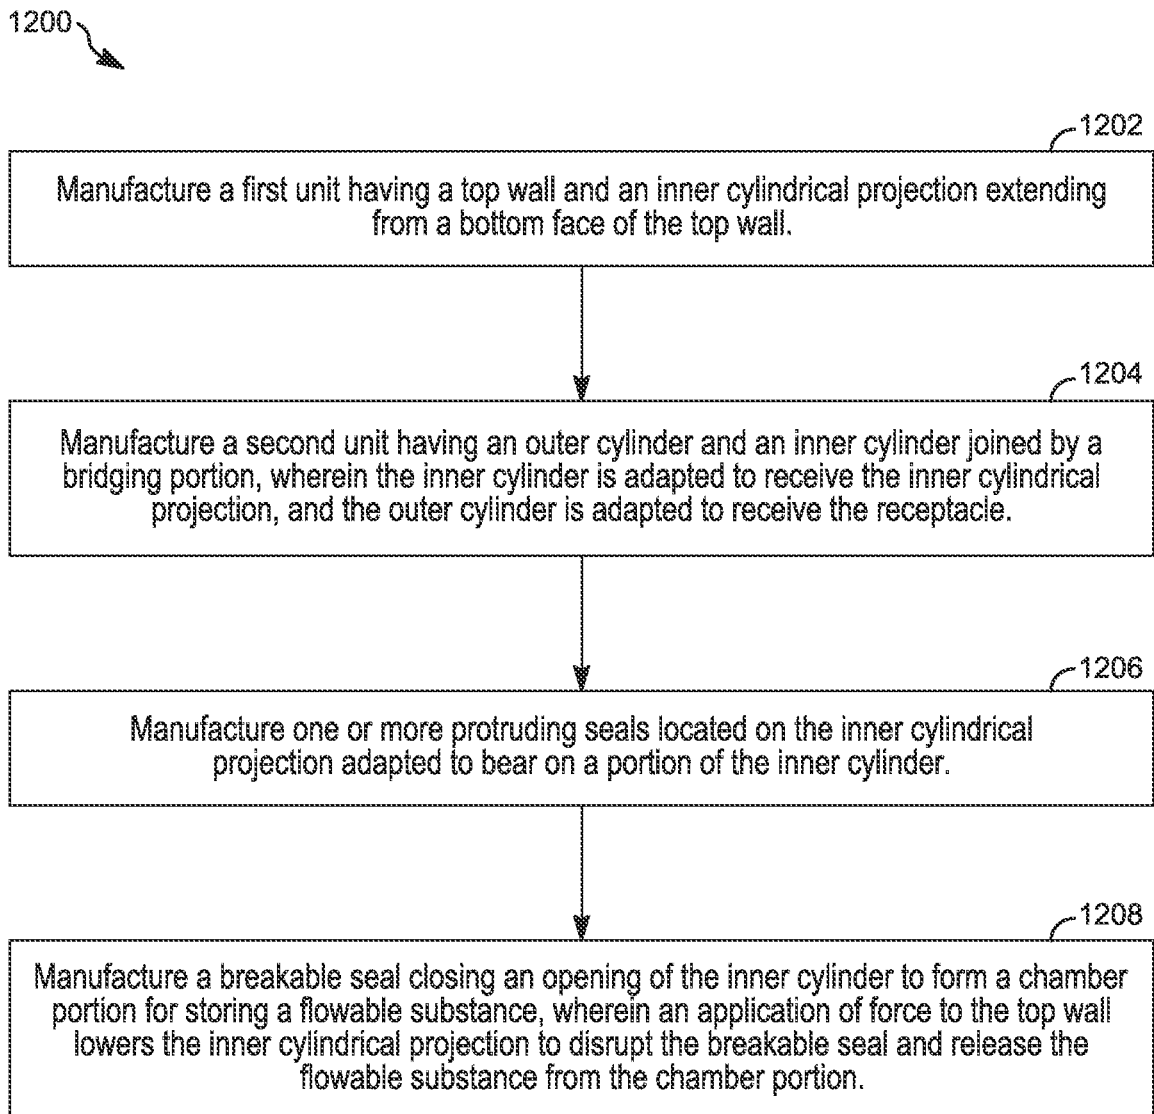 1200
1202
Manufacture a first unit having a top wall and an inner cylindrical projection extending
from a bottom face of the top wall.
1204
Manufacture a second unit having an outer cylinder and an inner cylinder joined by a
bridging portion, wherein the inner cylinder is adapted to receive the inner cylindrical
projection, and the outer cylinder is adapted to receive the receptacle.
1206
Manufacture one or more protruding seals located on the inner cylindrical
projection adapted to bear on a portion of the inner cylinder.
1208
Manufacture a breakable seal closing an opening of the inner cylinder to form a chamber
portion for storing a flowable substance, wherein an application of force to the top wall
lowers the inner cylindrical projection to disrupt the breakable seal and release the
flowable substance from the chamber portion.